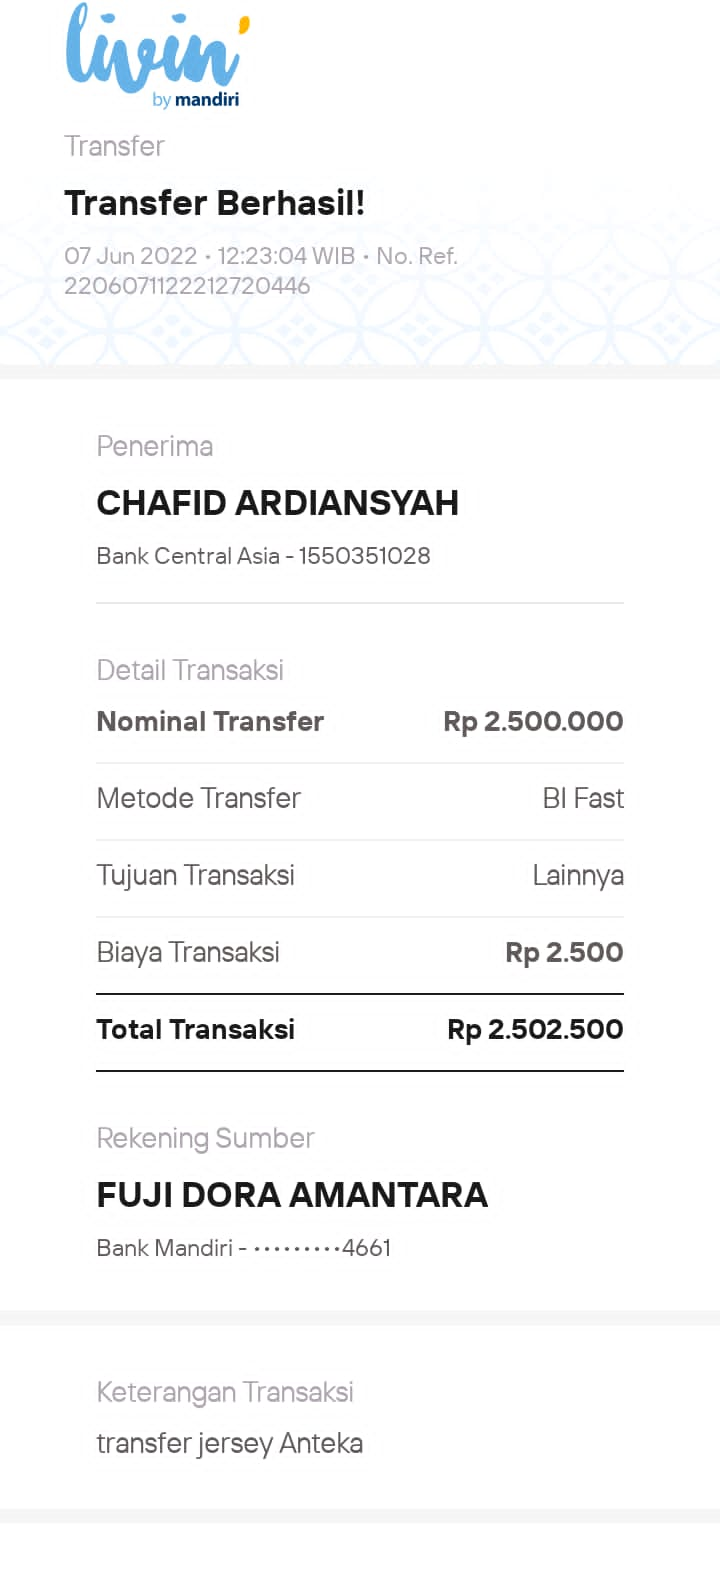 livin'
by mandiri
Transfer
Transfer Berhasil!
07 Jun 2022 • 12:23:04 WIB • No. Ref.
2206071122212720446
Penerima
CHAFID ARDIANSYAH
Bank Central Asia - 1550351028
Detail Transaksi
Nominal Transfer Rp 2.500.000
Metode Transfer BI Fast
Tujuan Transaksi Lainnya
Biaya Transaksi Rp 2.500
Total Transaksi Rp 2.502.500
Rekening Sumber
FUJI DORA AMANTARA
Bank Mandiri - •••••••••4661
Keterangan Transaksi
transfer jersey Anteka